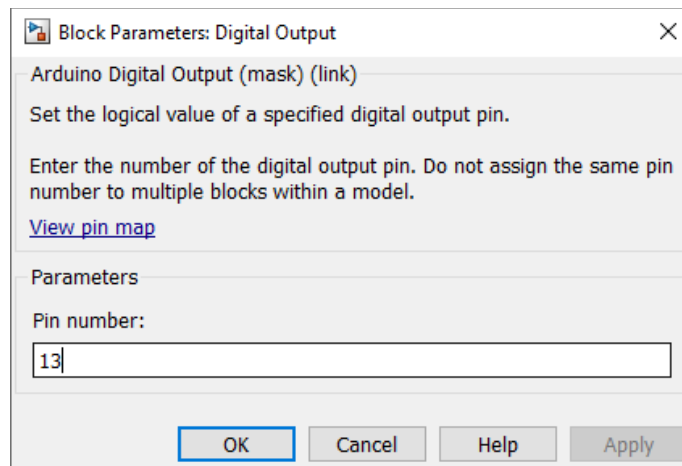 Block Parameters: Digital Output
Arduino Digital Output (mask) (link)
Set the logical value of a specified digital output pin.
Enter the number of the digital output pin. Do not assign the same pin
number to multiple blocks within a model.
View pin map
Parameters
Pin number:
13
OK
Cancel
Help
Apply